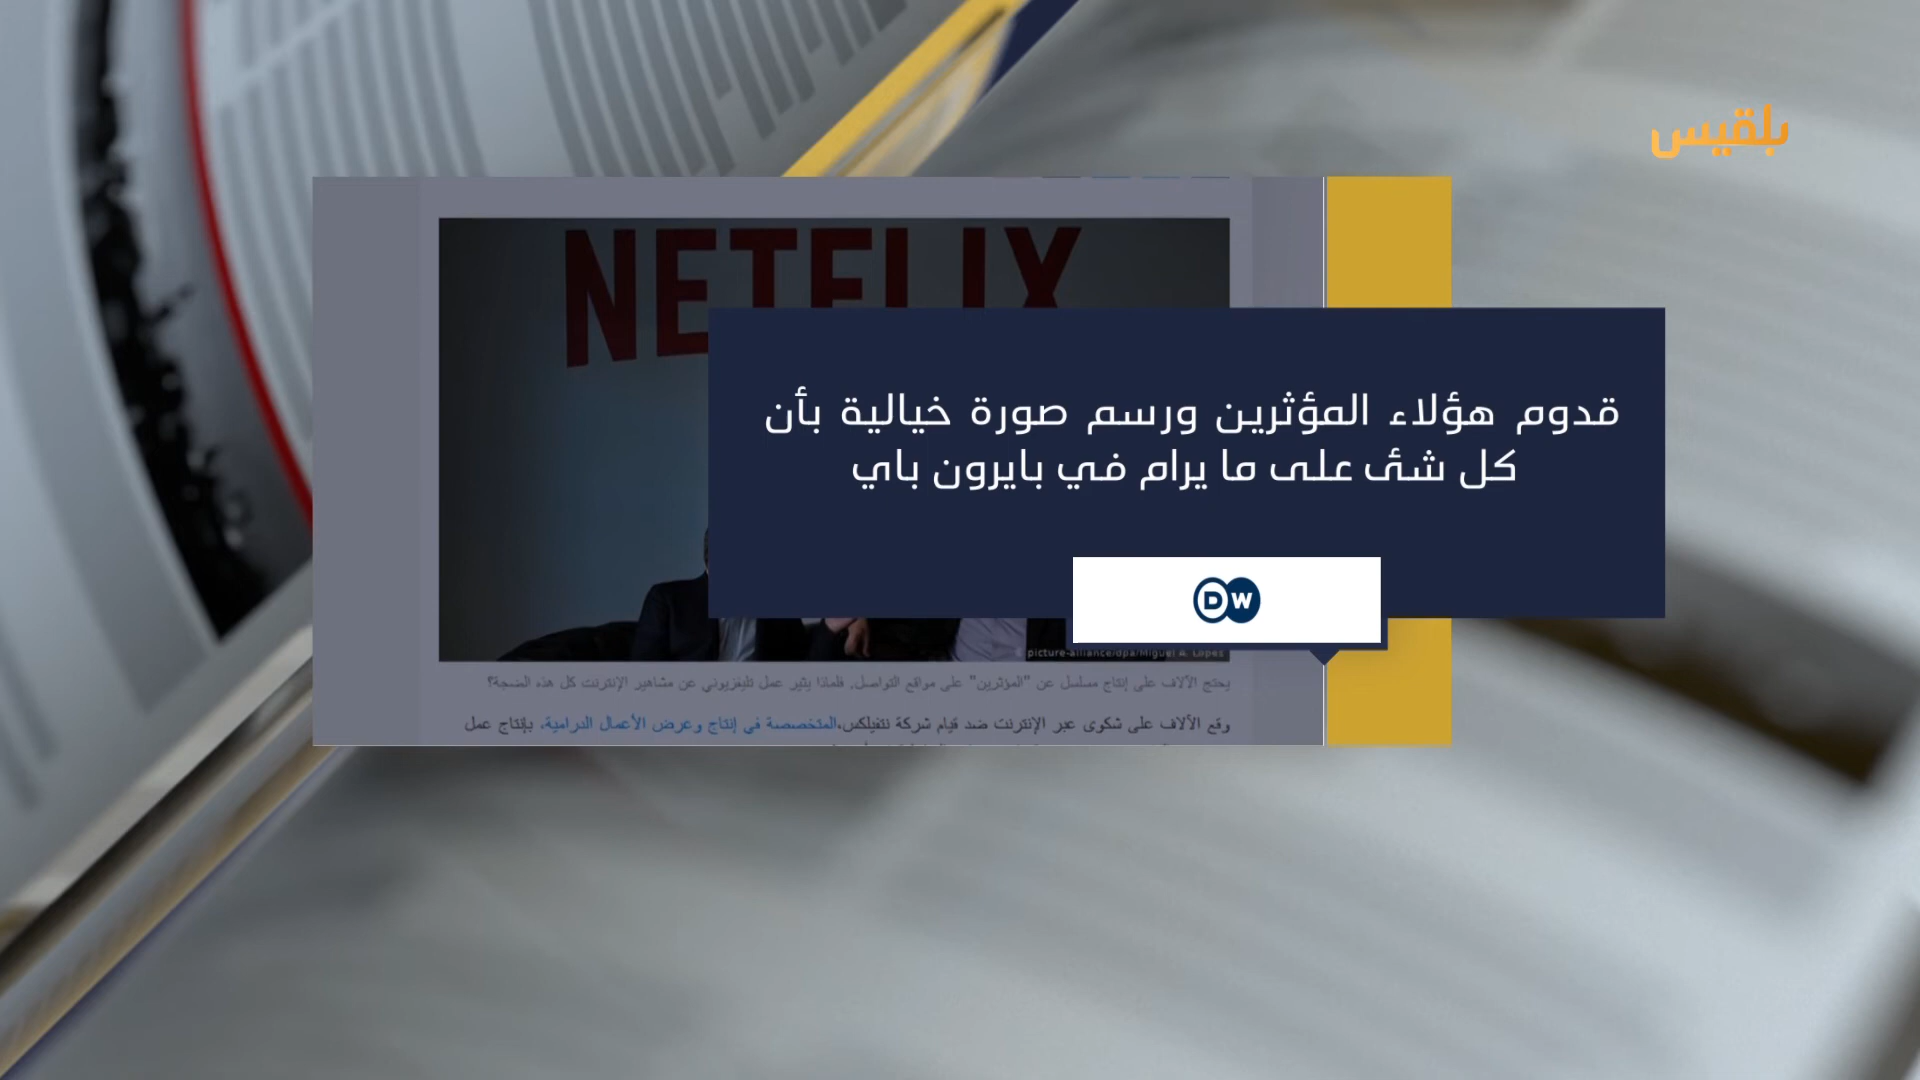 بلقيس
NETFLIX
قدوم هؤلاء المؤثرين ورسم صورة خيالية بأن
كل شئ على ما يرام في بايرون باي
DW
picture-alliance/dpa/Miguel A. Lopes
يحتج الآلاف على إنتاج مسلسل عن "المؤثرين" على مواقع التواصل. فلماذا يثير عمل تليفزيوني عن مشاهير الإنترنت كل هذه الضجة؟
وقع الآلاف على شكوى عبر الإنترنت ضد قيام شركة نتفيلكس،المتخصصة في إنتاج وعرض الأعمال الدرامية، بإنتاج عمل